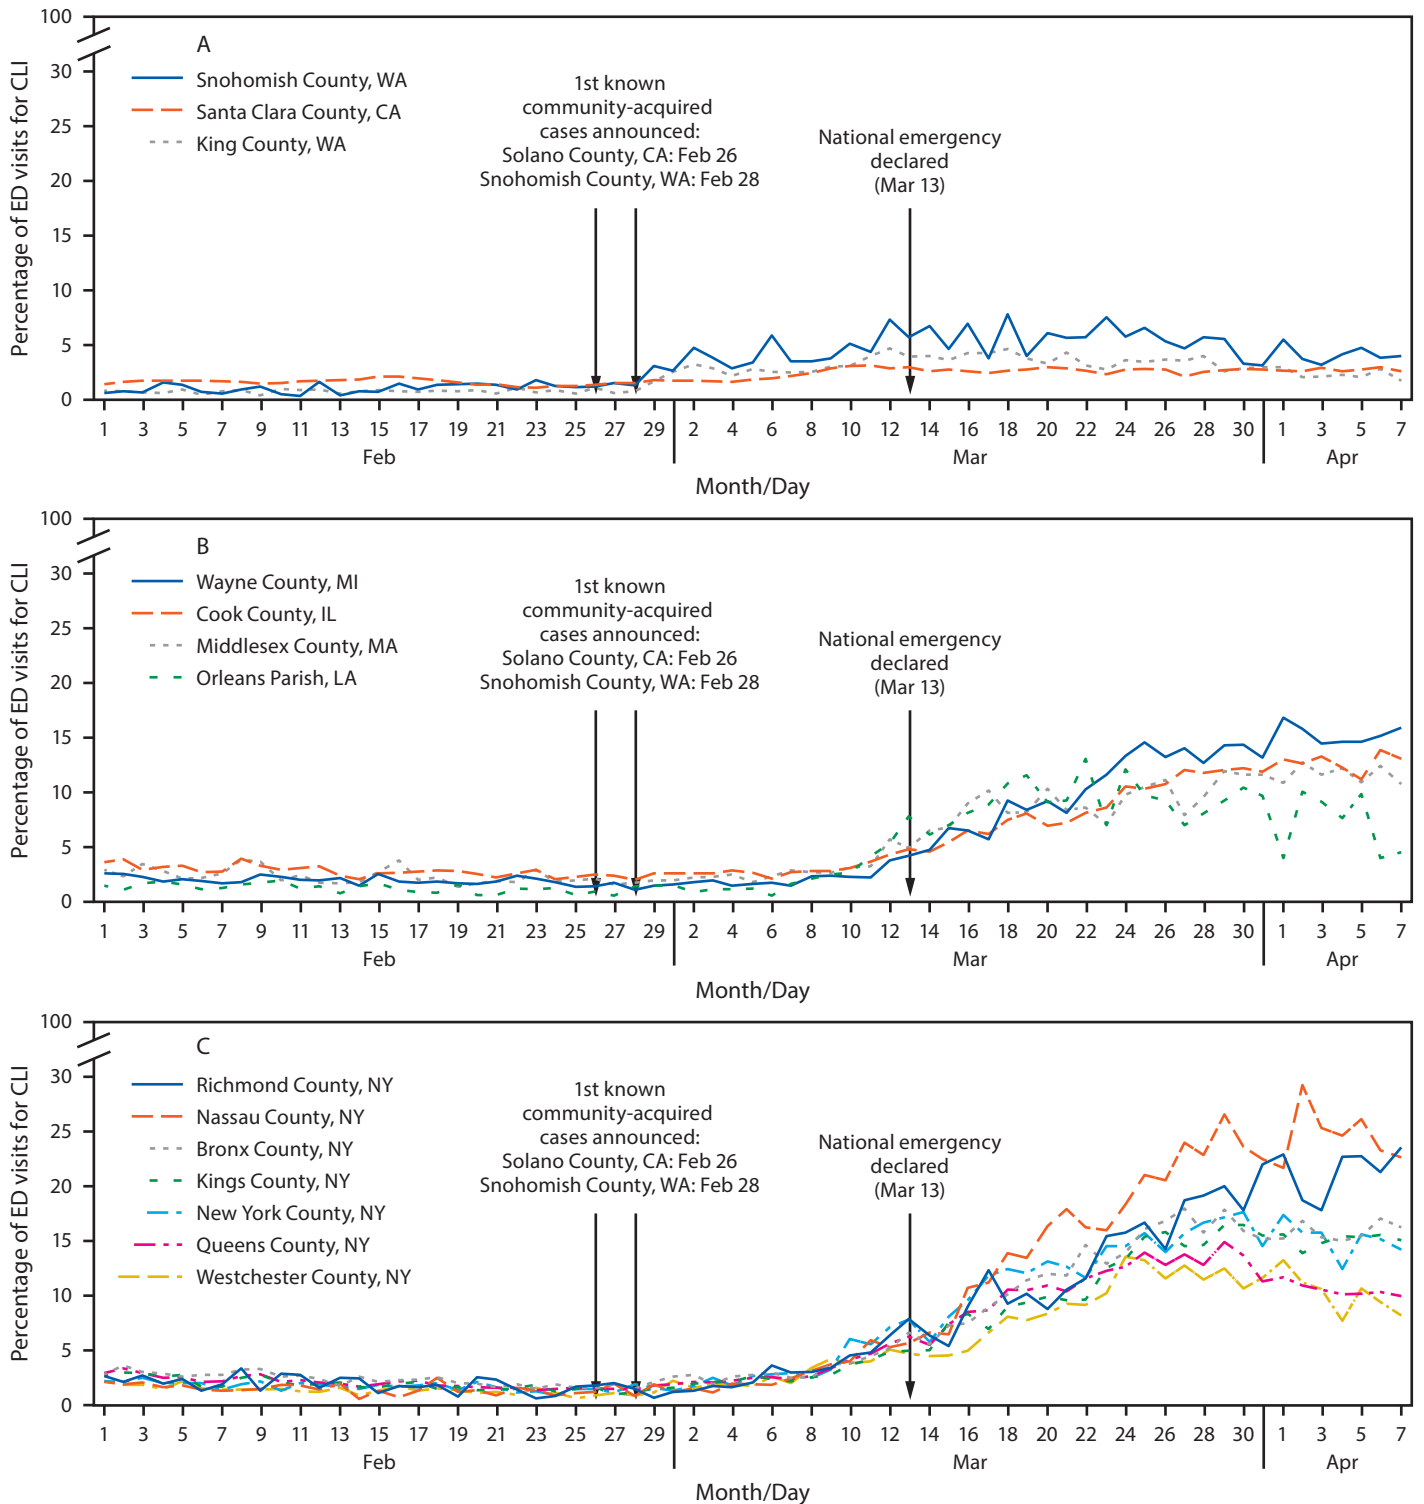 Percentage of ED visits for CLI
100
30
25
20
15
10
5
0
A
Snohomish County, WA
Santa Clara County, CA
King County, WA
1st known
community-acquired
cases announced:
Solano County, CA: Feb 26
Snohomish County, WA: Feb 28
National emergency
declared
(Mar 13)
1 3 5 7 9 11 13 15 17 19 21 23 25 27 29 2 4 6 8 10 12 14 16 18 20 22 24 26 28 30 1 3 5 7
Feb Mar Apr
Month/Day
Percentage of ED visits for CLI
100
30
25
20
15
10
5
0
B
Wayne County, MI
Cook County, IL
Middlesex County, MA
Orleans Parish, LA
1st known
community-acquired
cases announced:
Solano County, CA: Feb 26
Snohomish County, WA: Feb 28
National emergency
declared
(Mar 13)
1 3 5 7 9 11 13 15 17 19 21 23 25 27 29 2 4 6 8 10 12 14 16 18 20 22 24 26 28 30 1 3 5 7
Feb Mar Apr
Month/Day
Percentage of ED visits for CLI
100
30
25
20
15
10
5
0
C
Richmond County, NY
Nassau County, NY
Bronx County, NY
Kings County, NY
New York County, NY
Queens County, NY
Westchester County, NY
1st known
community-acquired
cases announced:
Solano County, CA: Feb 26
Snohomish County, WA: Feb 28
National emergency
declared
(Mar 13)
1 3 5 7 9 11 13 15 17 19 21 23 25 27 29 2 4 6 8 10 12 14 16 18 20 22 24 26 28 30 1 3 5 7
Feb Mar Apr
Month/Day